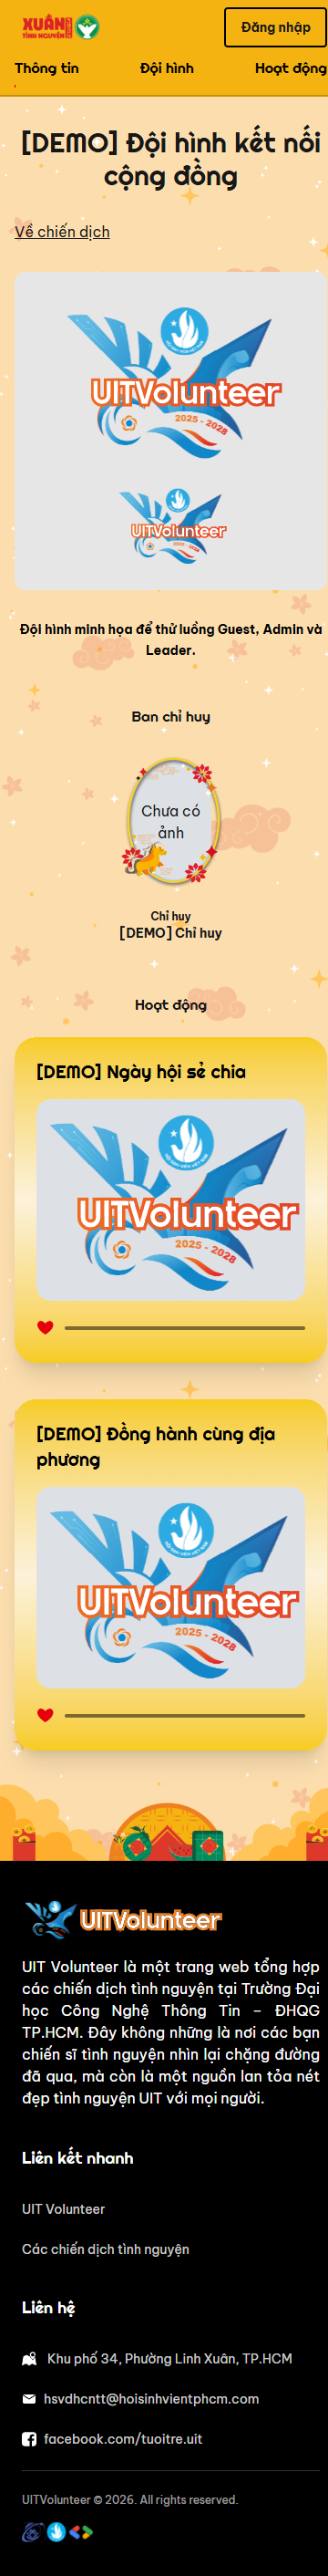 XUÂN
TÌNH NGUYỆN
Đăng nhập
Thông tin
Đội hình
Hoạt động
[DEMO] Đội hình kết nối
cộng đồng
Về chiến dịch
UITVolunteer
2025 - 2028
UITVolunteer
2025 - 2028
Đội hình minh họa để thử luồng Guest, Admin và
Leader.
Ban chỉ huy
Chưa có
ảnh
Chỉ huy
[DEMO] Chỉ huy
Hoạt động
[DEMO] Ngày hội sẻ chia
UITVolunteer
2025 - 2028
[DEMO] Đồng hành cùng địa
phương
UITVolunteer
2025 - 2028
UITVolunteer
UIT Volunteer là một trang web tổng hợp
các chiến dịch tình nguyện tại Trường Đại
học Công Nghệ Thông Tin – ĐHQG
TP.HCM. Đây không những là nơi các bạn
chiến sĩ tình nguyện nhìn lại chặng đường
đã qua, mà còn là một nguồn lan tỏa nét
đẹp tình nguyện UIT với mọi người.
Liên kết nhanh
UIT Volunteer
Các chiến dịch tình nguyện
Liên hệ
Khu phố 34, Phường Linh Xuân, TP.HCM
hsvdhcntt@hoisinhvientphcm.com
facebook.com/tuoitre.uit
UITVolunteer © 2026. All rights reserved.